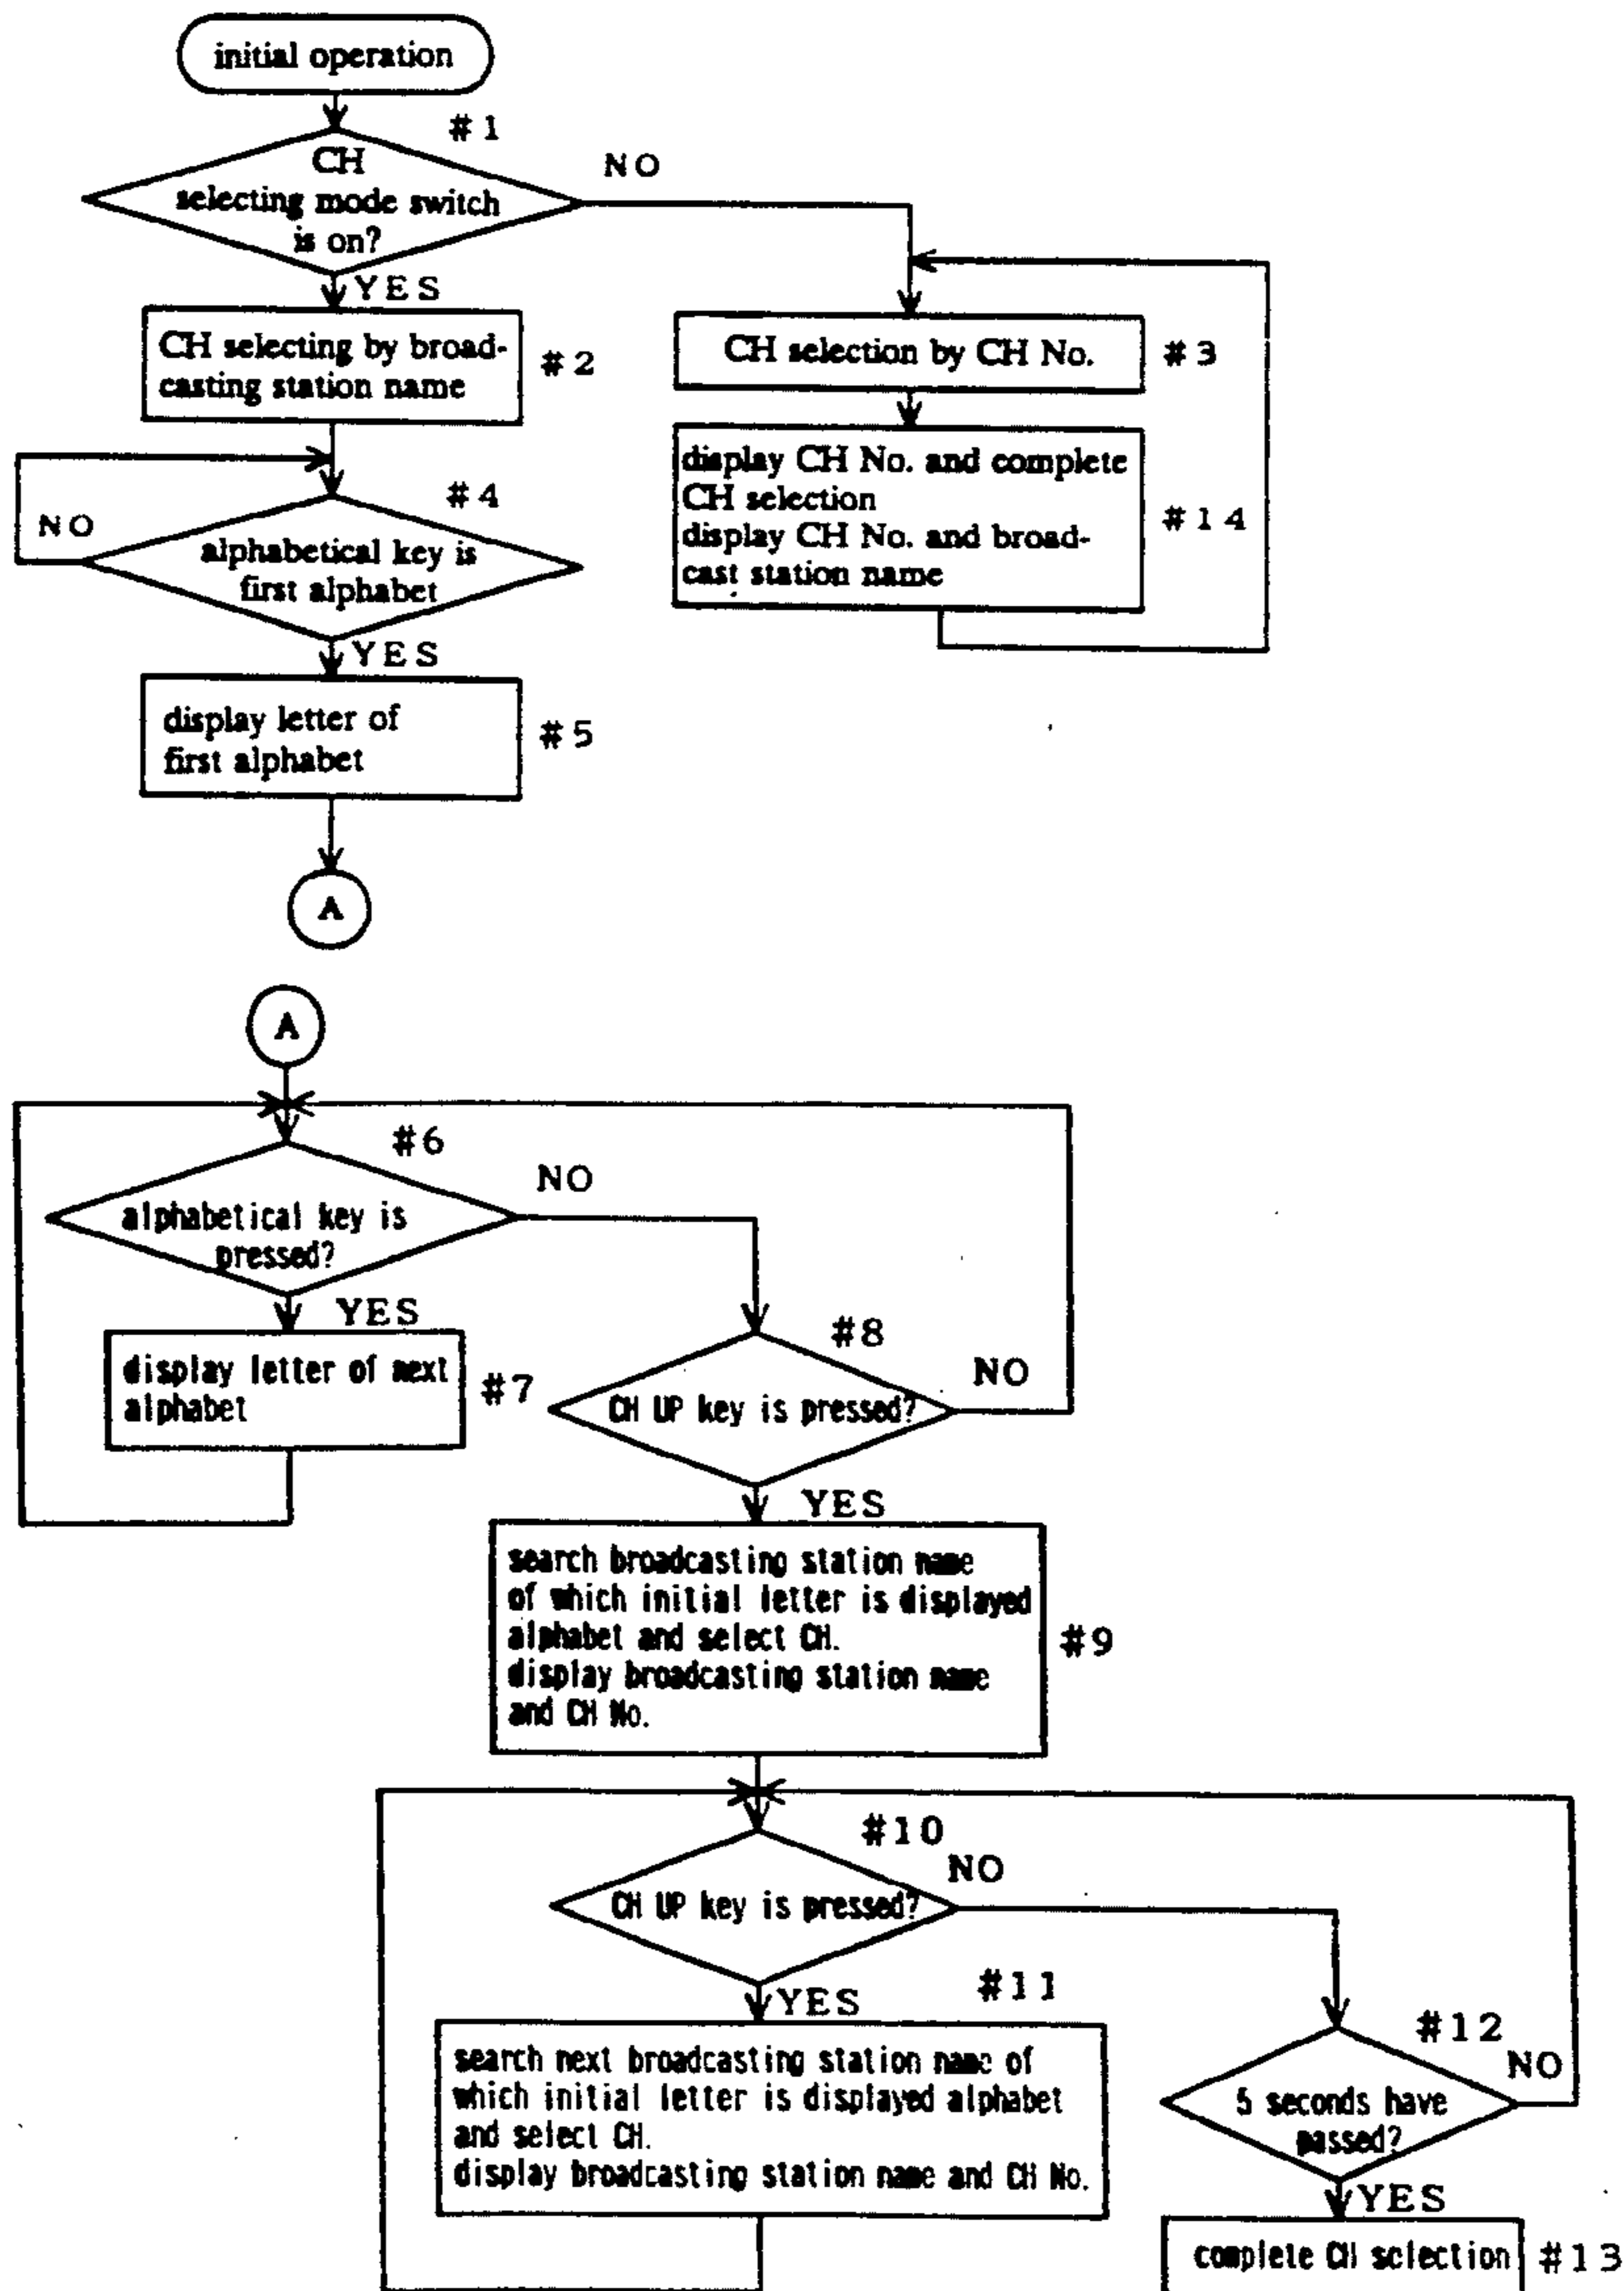 initial operation
#1
CH
selecting mode switch
is on?
NO
YES
CH selecting by broad-
casting station name
#2
CH selection by CH No.
#3
display CH No. and complete
CH selection
display CH No. and broad-
cast station name
#14
#4
NO
alphabetical key is
first alphabet
YES
display letter of
first alphabet
#5
A
A
#6
NO
alphabetical key is
pressed?
YES
display letter of next
alphabet
#7
#8
NO
CH UP key is pressed?
YES
search broadcasting station name
of which initial letter is displayed
alphabet and select CH.
display broadcasting station name
and CH No.
#9
#10
NO
CH UP key is pressed?
YES
#11
search next broadcasting station name of
which initial letter is displayed alphabet
and select CH.
display broadcasting station name and CH No.
#12
NO
5 seconds have
passed?
YES
complete CH selection
#13